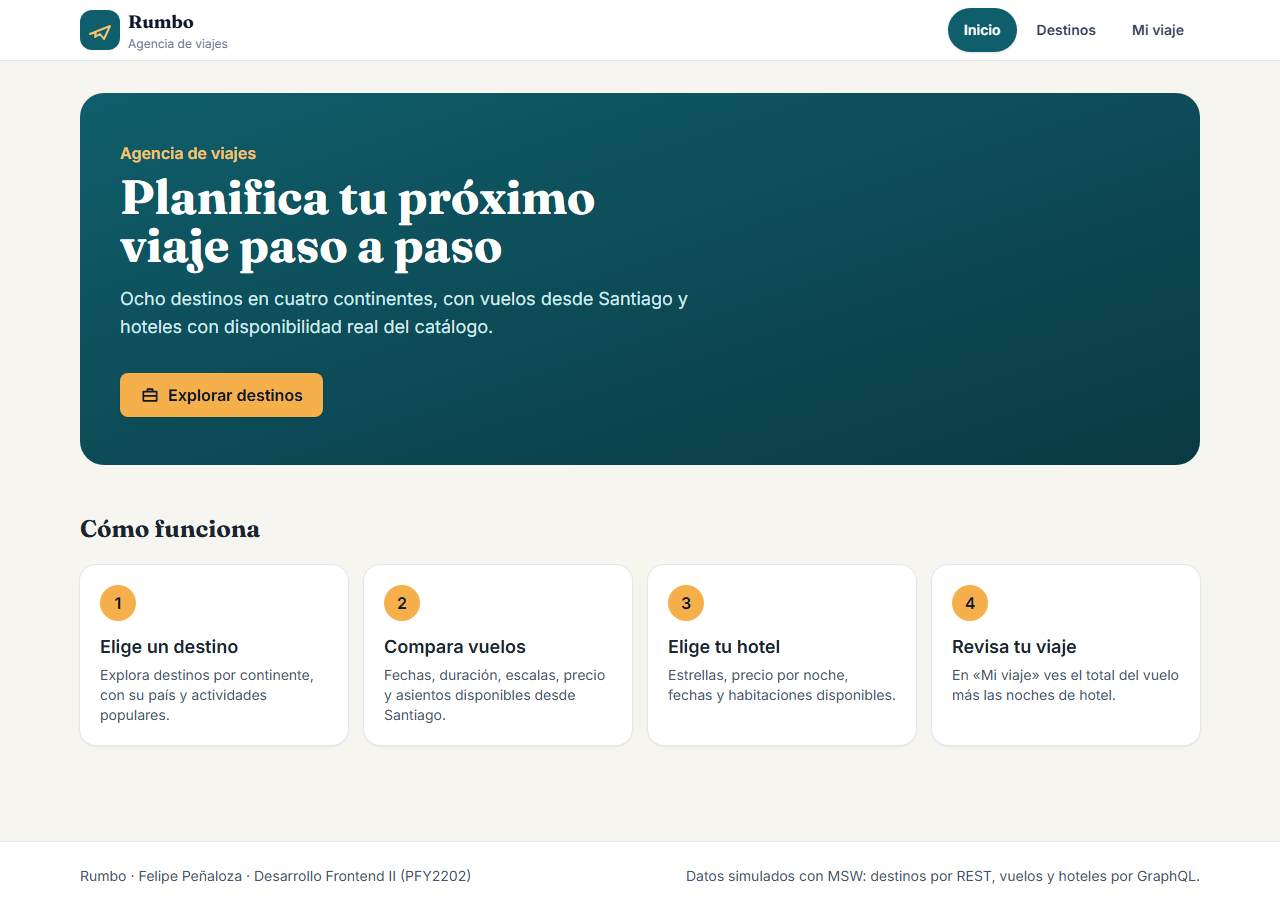 Rumbo
Agencia de viajes
Inicio
Destinos
Mi viaje
Agencia de viajes
Planifica tu próximo
viaje paso a paso
Ocho destinos en cuatro continentes, con vuelos desde Santiago y
hoteles con disponibilidad real del catálogo.
Explorar destinos
Cómo funciona
1
Elige un destino
Explora destinos por continente,
con su país y actividades
populares.
2
Compara vuelos
Fechas, duración, escalas, precio
y asientos disponibles desde
Santiago.
3
Elige tu hotel
Estrellas, precio por noche,
fechas y habitaciones disponibles.
4
Revisa tu viaje
En «Mi viaje» ves el total del vuelo
más las noches de hotel.
Rumbo · Felipe Peñaloza · Desarrollo Frontend II (PFY2202)
Datos simulados con MSW: destinos por REST, vuelos y hoteles por GraphQL.